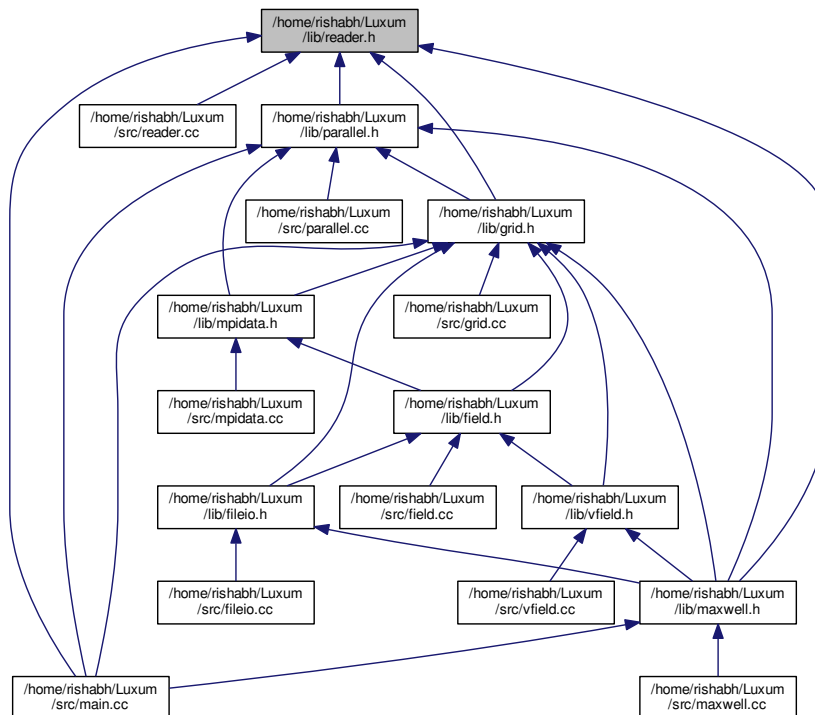 /home/rishabh/Luxum
/lib/reader.h
/home/rishabh/Luxum
/src/reader.cc
/home/rishabh/Luxum
/lib/parallel.h
/home/rishabh/Luxum
/src/parallel.cc
/home/rishabh/Luxum
/lib/grid.h
/home/rishabh/Luxum
/lib/mpidata.h
/home/rishabh/Luxum
/src/grid.cc
/home/rishabh/Luxum
/src/mpidata.cc
/home/rishabh/Luxum
/lib/field.h
/home/rishabh/Luxum
/lib/fileio.h
/home/rishabh/Luxum
/src/field.cc
/home/rishabh/Luxum
/lib/vfield.h
/home/rishabh/Luxum
/src/fileio.cc
/home/rishabh/Luxum
/src/vfield.cc
/home/rishabh/Luxum
/lib/maxwell.h
/home/rishabh/Luxum
/src/main.cc
/home/rishabh/Luxum
/src/maxwell.cc